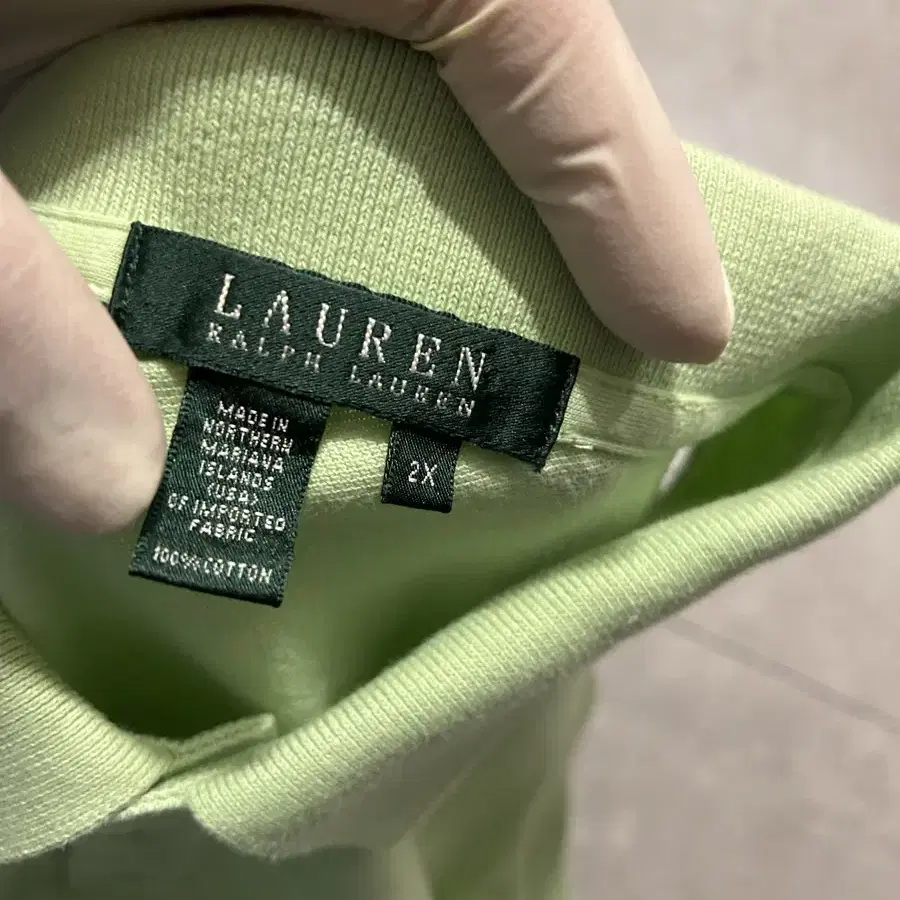 LAUREN
RALPH LAUREN
MADE IN
NORTHERN
MARIANA
ISLANDS
(USA)
OF IMPORTED
FABRIC
100% COTTON
2X